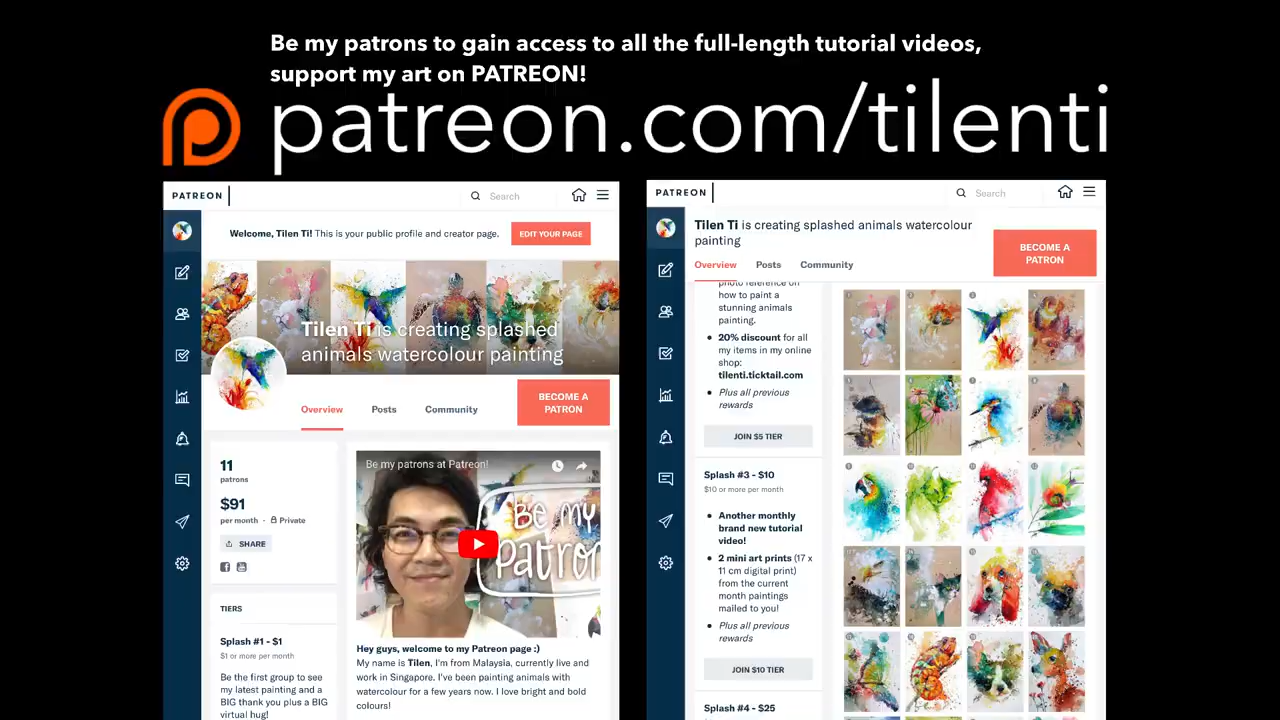 Be my patrons to gain access to all the full-length tutorial videos,
support my art on PATREON!
patreon.com/tilenti
PATREON
Search
Welcome, Tilen Ti! This is your public profile and creator page.
EDIT YOUR PAGE
Tilen Ti is creating splashed
animals watercolour painting
Overview
Posts
Community
BECOME A
PATRON
11
patrons
$91
per month · Private
SHARE
TIERS
Splash #1 - $1
$1 or more per month
Be the first group to see
my latest painting and a
BIG thank you plus a BIG
virtual hug!
Be my patrons at Patreon!
Be my
Patron
Hey guys, welcome to my Patreon page :)
My name is Tilen, I'm from Malaysia, currently live and
work in Singapore. I've been painting animals with
watercolour for a few years now. I love bright and bold
colours!
PATREON
Search
Tilen Ti is creating splashed animals watercolour
painting
BECOME A
PATRON
Overview
Posts
Community
photo reference on
how to paint a
stunning animals
painting.
• 20% discount for all
my items in my online
shop:
tilenti.ticktail.com
• Plus all previous
rewards
JOIN $5 TIER
Splash #3 - $10
$10 or more per month
• Another monthly
brand new tutorial
video!
• 2 mini art prints (17 x
11 cm digital print)
from the current
month paintings
mailed to you!
• Plus all previous
rewards
JOIN $10 TIER
Splash #4 - $25